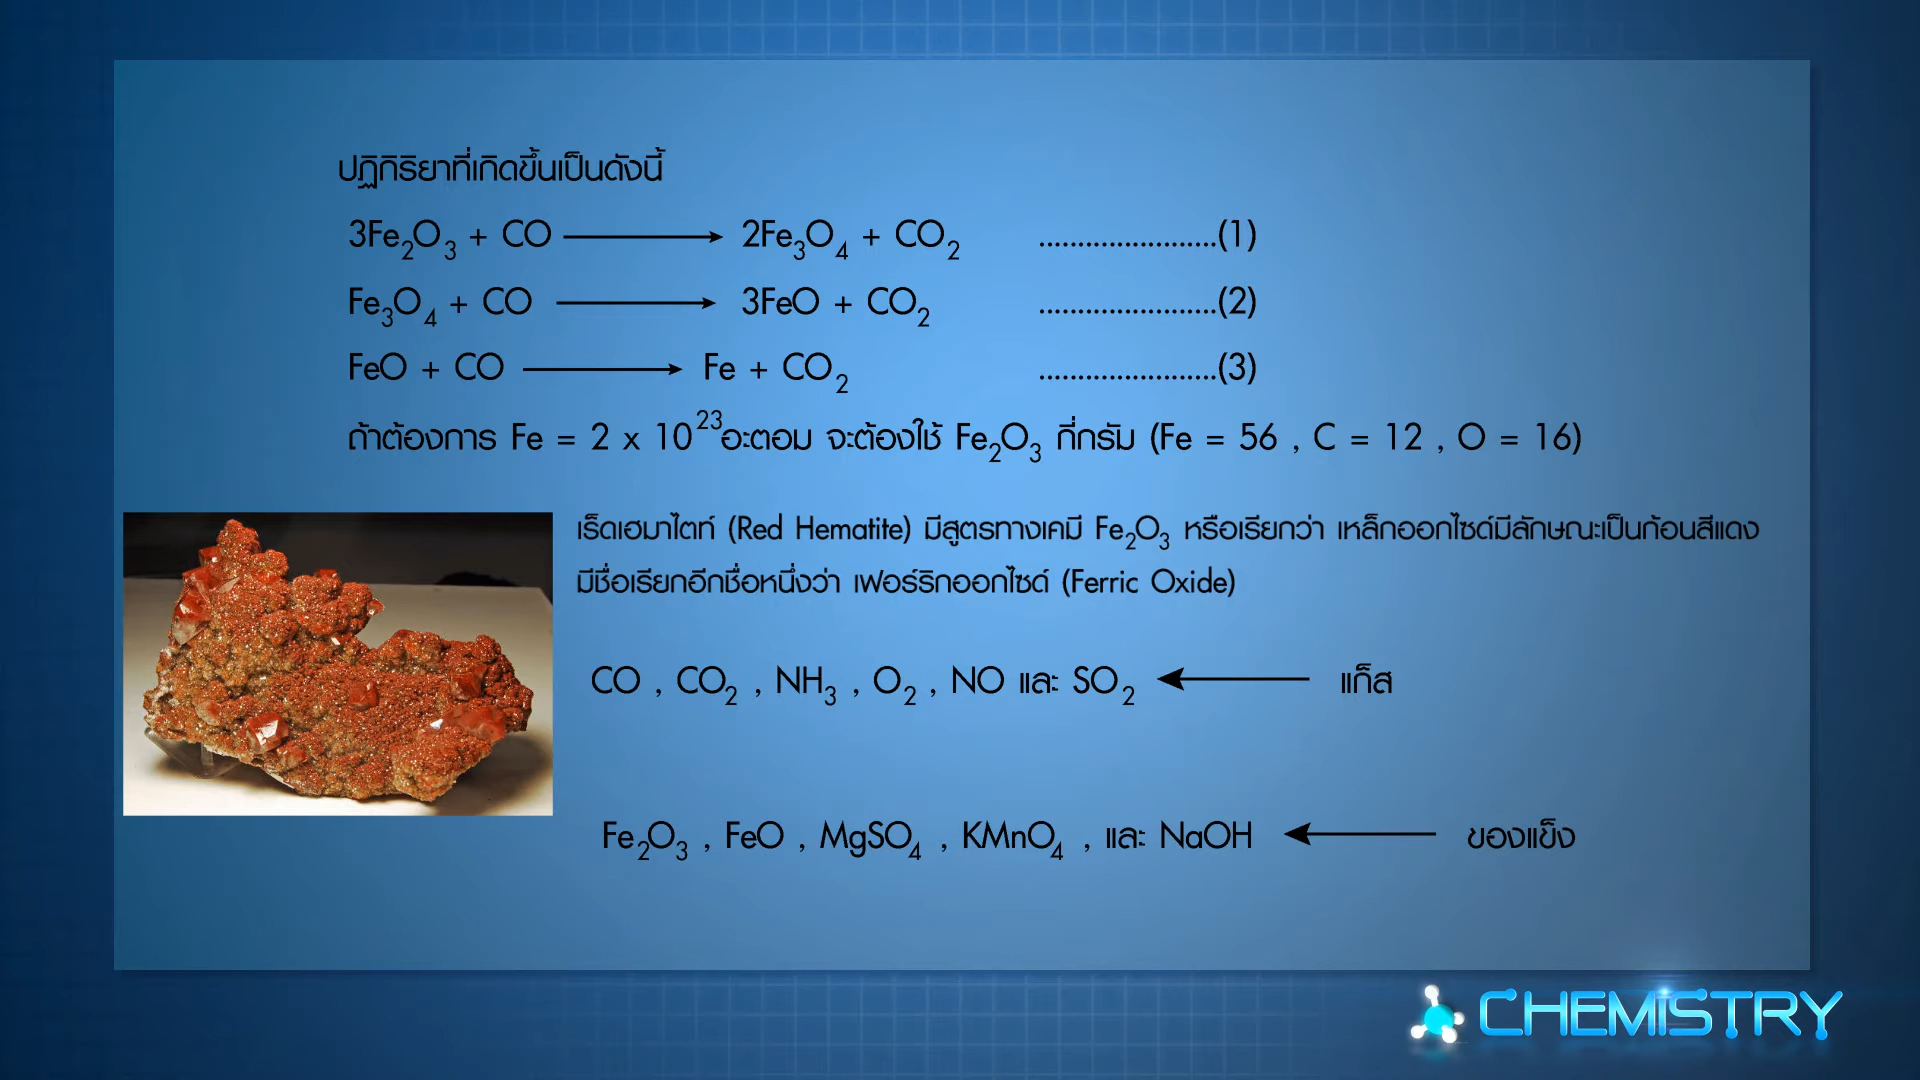 ปฏิกิริยาที่เกิดขึ้นเป็นดังนี้
3Fe₂O₃ + CO ⟶ 2Fe₃O₄ + CO₂ .......................(1)
Fe₃O₄ + CO ⟶ 3FeO + CO₂ .......................(2)
FeO + CO ⟶ Fe + CO₂ .......................(3)
ถ้าต้องการ Fe = 2 x 10²³อะตอม จะต้องใช้ Fe₂O₃ กี่กรัม (Fe = 56 , C = 12 , O = 16)
เร็ดเฮมาไตท์ (Red Hematite) มีสูตรทางเคมี Fe₂O₃ หรือเรียกว่า เหล็กออกไซด์มีลักษณะเป็นก้อนสีแดง
มีชื่อเรียกอีกชื่อหนึ่งว่า เฟอร์ริกออกไซด์ (Ferric Oxide)
CO , CO₂ , NH₃ , O₂ , NO และ SO₂ ⟵ แก็ส
Fe₂O₃ , FeO , MgSO₄ , KMnO₄ , และ NaOH ⟵ ของแข็ง
CHEMISTRY